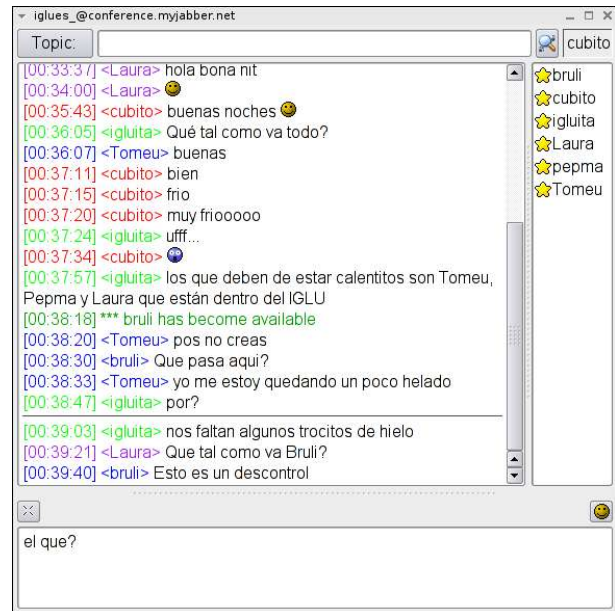 iglues_@conference.myjabber.net
Topic:
cubito
[00:33:37] <Laura> hola bona nit
[00:34:00] <Laura>
[00:35:43] <cubito> buenas noches
[00:36:05] <igluita> Qué tal como va todo?
[00:36:07] <Tomeu> buenas
[00:37:11] <cubito> bien
[00:37:15] <cubito> frio
[00:37:20] <cubito> muy friooooo
[00:37:24] <igluita> ufff...
[00:37:34] <cubito>
[00:37:57] <igluita> los que deben de estar calentitos son Tomeu,
Pepma y Laura que están dentro del IGLU
[00:38:18] *** bruli has become available
[00:38:20] <Tomeu> pos no creas
[00:38:30] <bruli> Que pasa aqui?
[00:38:33] <Tomeu> yo me estoy quedando un poco helado
[00:38:47] <igluita> por?
[00:39:03] <igluita> nos faltan algunos trocitos de hielo
[00:39:21] <Laura> Que tal como va Bruli?
[00:39:40] <bruli> Esto es un descontrol
bruli
cubito
igluita
Laura
pepma
Tomeu
el que?